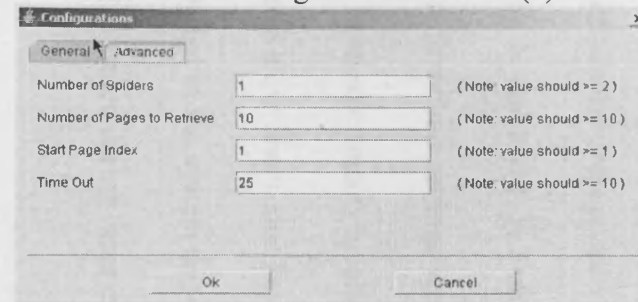 Configurations
General Advanced
Number of Spiders 1 (Note: value should >= 2)
Number of Pages to Retrieve 10 (Note: value should >= 10)
Start Page Index 1 (Note: value should >= 1)
Time Out 25 (Note: value should >= 10)
Ok Cancel